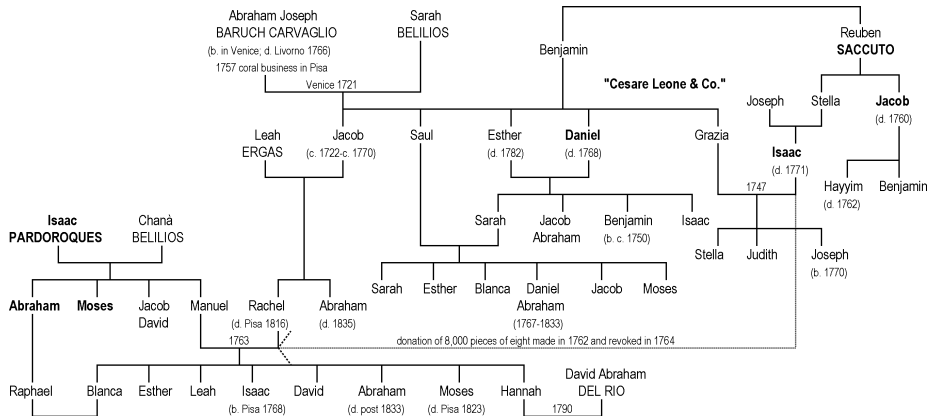 Abraham Joseph
BARUCH CARVAGLIO
(b. in Venice; d. Livorno 1766)
1757 coral business in Pisa
Sarah
BELILIOS
Venice 1721
Benjamin
Reuben
SACCUTO
"Cesare Leone & Co."
Joseph
Stella
Jacob
(d. 1760)
Leah
ERGAS
Jacob
(c. 1722-c. 1770)
Saul
Esther
(d. 1782)
Daniel
(d. 1768)
Grazia
Isaac
(d. 1771)
1747
Hayyim
(d. 1762)
Benjamin
Isaac
PARDOROQUES
Chanà
BELILIOS
Sarah
Jacob
Abraham
Benjamin
(b. c. 1750)
Isaac
Stella
Judith
Joseph
(b. 1770)
Sarah
Esther
Blanca
Daniel
Abraham
(1767-1833)
Jacob
Moses
Abraham
Moses
Jacob
David
Manuel
Rachel
(d. Pisa 1816)
Abraham
(d. 1835)
1763
donation of 8,000 pieces of eight made in 1762 and revoked in 1764
Raphael
Blanca
Esther
Leah
Isaac
(b. Pisa 1768)
David
Abraham
(d. post 1833)
Moses
(d. Pisa 1823)
Hannah
David Abraham
DEL RIO
1790